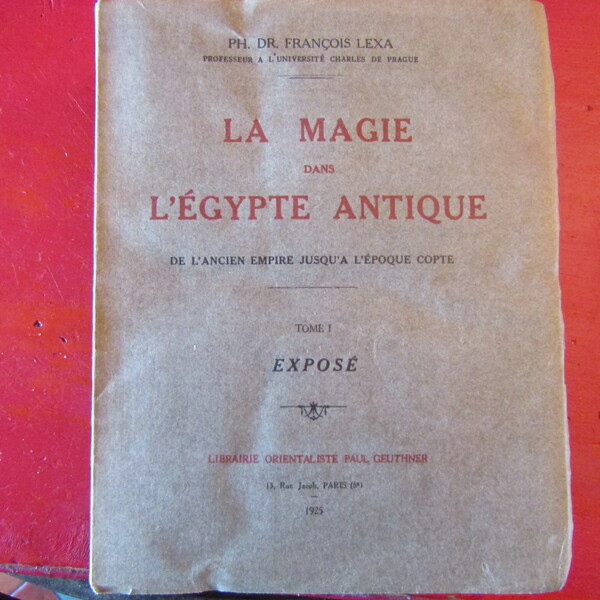 PH. DR. FRANÇOIS LEXA
PROFESSEUR A L'UNIVERSITÉ CHARLES DE PRAGUE
LA MAGIE
DANS
L'ÉGYPTE ANTIQUE
DE L'ANCIEN EMPIRE JUSQU'A L'ÉPOQUE COPTE
TOME I
EXPOSÉ
LIBRAIRIE ORIENTALISTE PAUL GEUTHNER
13, Rue Jacob, PARIS (6e)
1925